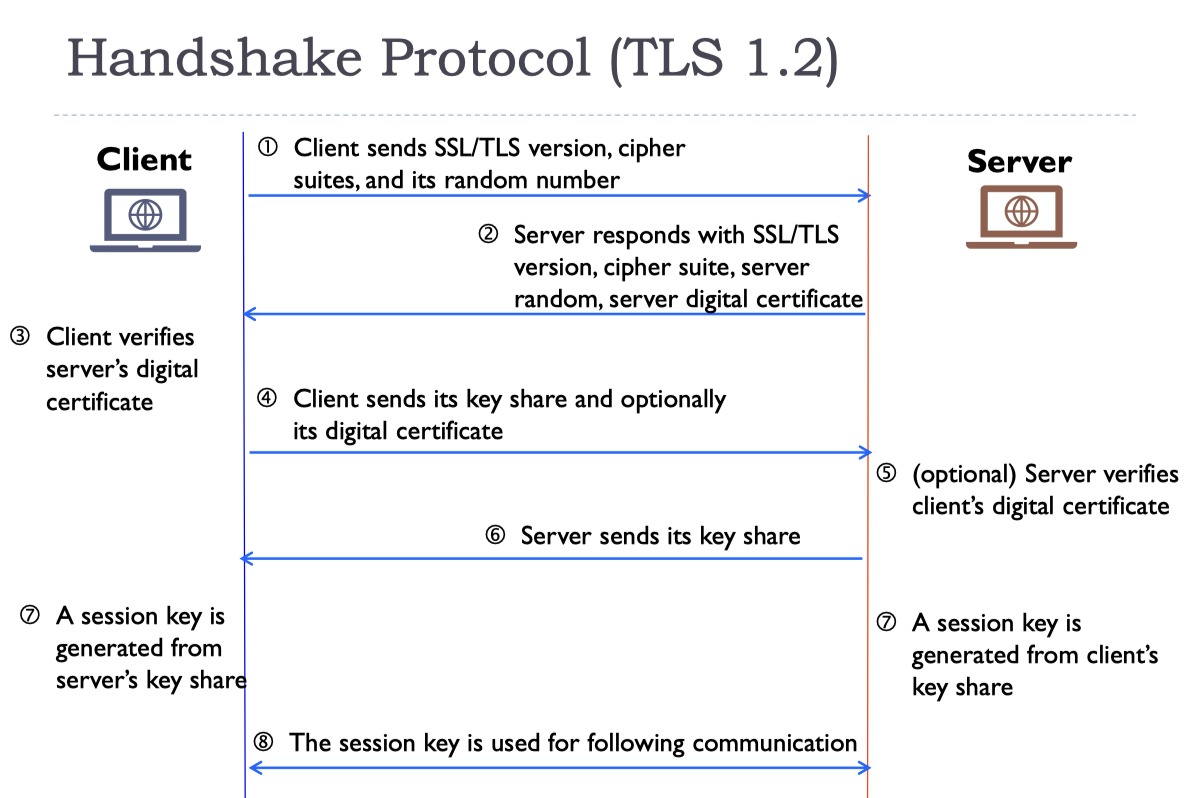 Handshake Protocol (TLS 1.2)
Client
Server
① Client sends SSL/TLS version, cipher
suites, and its random number
② Server responds with SSL/TLS
version, cipher suite, server
random, server digital certificate
③ Client verifies
server’s digital
certificate
④ Client sends its key share and optionally
its digital certificate
⑤ (optional) Server verifies
client’s digital certificate
⑥ Server sends its key share
⑦ A session key is
generated from
server’s key share
⑦ A session key is
generated from client’s
key share
⑧ The session key is used for following communication